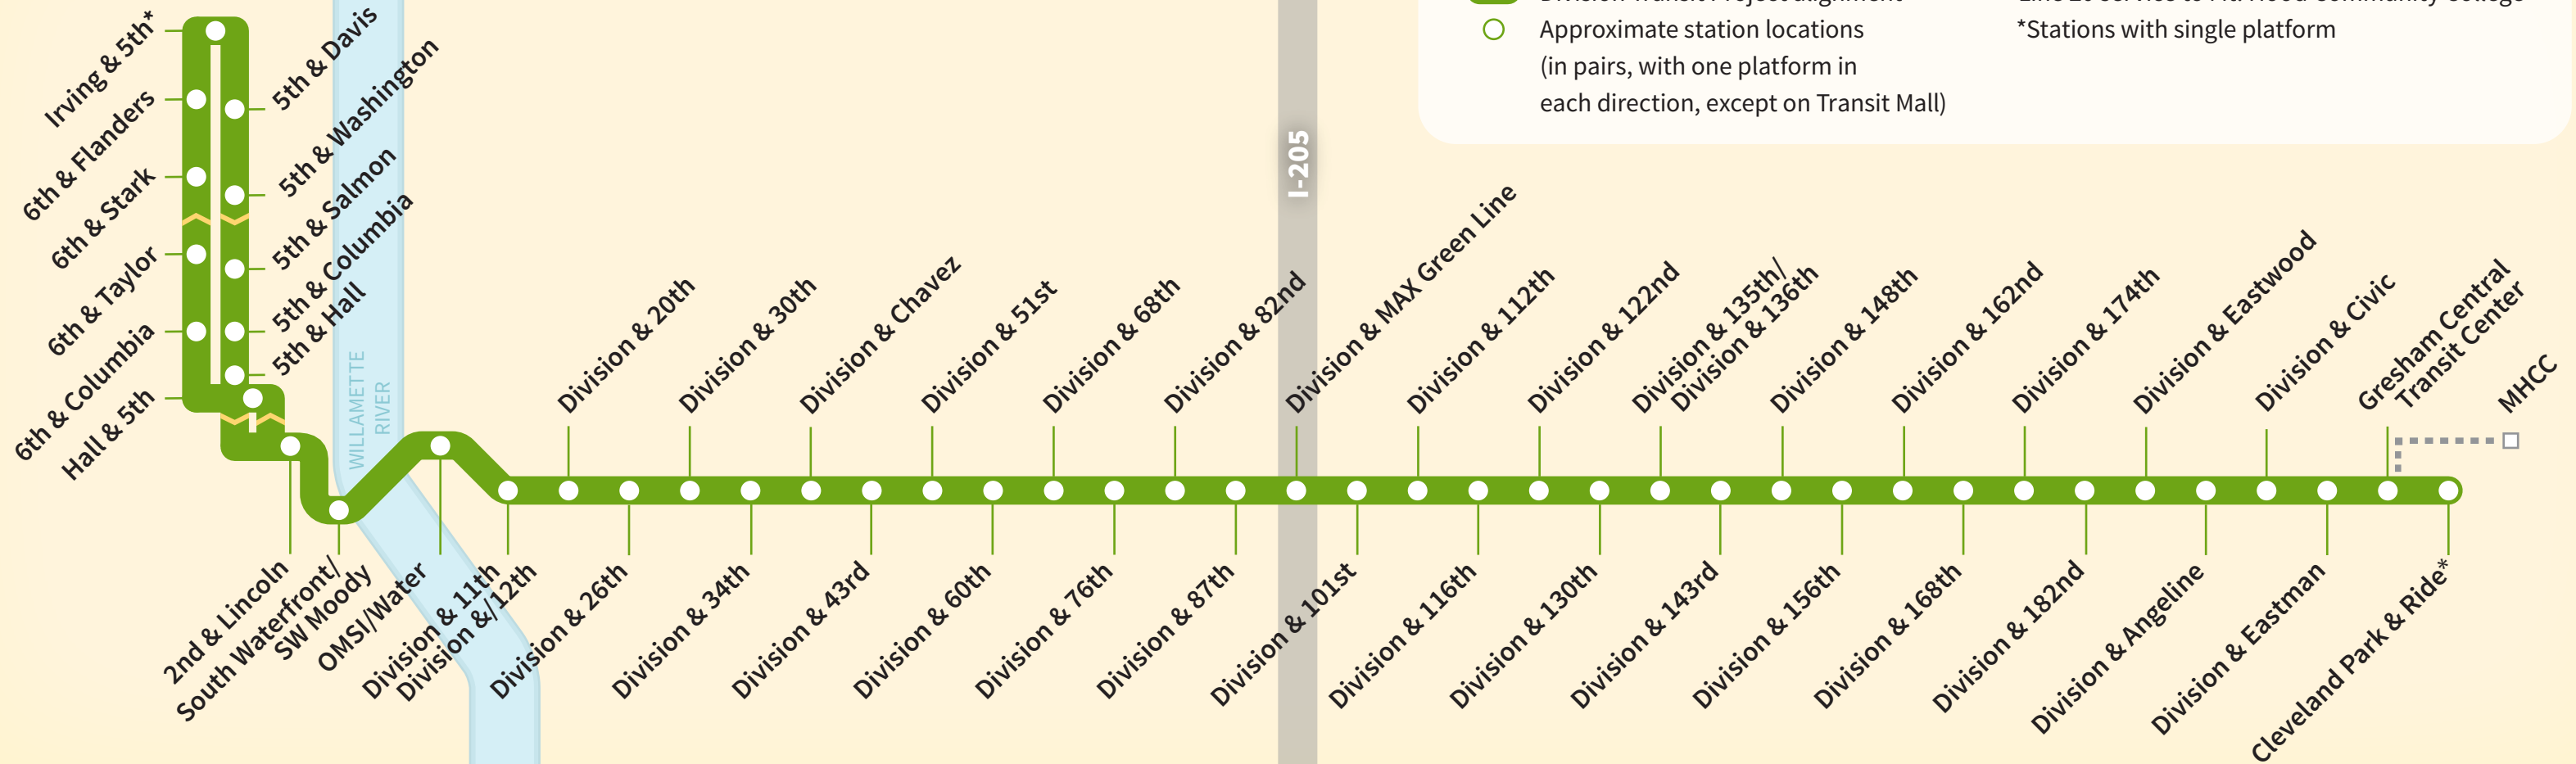 Approximate station locations
(in pairs, with one platform in
each direction, except on Transit Mall)
*Stations with single platform
I-205
WILLAMETTE
RIVER
Irving & 5th*
6th & Flanders
6th & Stark
6th & Taylor
6th & Columbia
Hall & 5th
5th & Davis
5th & Washington
5th & Salmon
5th & Columbia
5th & Hall
Division & 20th
Division & 30th
Division & Chavez
Division & 51st
Division & 68th
Division & 82nd
Division & MAX Green Line
Division & 112th
Division & 122nd
Division & 135th/
Division & 136th
Division & 148th
Division & 162nd
Division & 174th
Division & Eastwood
Division & Civic
Gresham Central
Transit Center
MHCC
2nd & Lincoln
South Waterfront/
SW Moody
OMSI/Water
Division & 11th
Division &/12th
Division & 26th
Division & 34th
Division & 43rd
Division & 60th
Division & 76th
Division & 87th
Division & 101st
Division & 116th
Division & 130th
Division & 143rd
Division & 156th
Division & 168th
Division & 182nd
Division & Angeline
Division & Eastman
Cleveland Park & Ride*